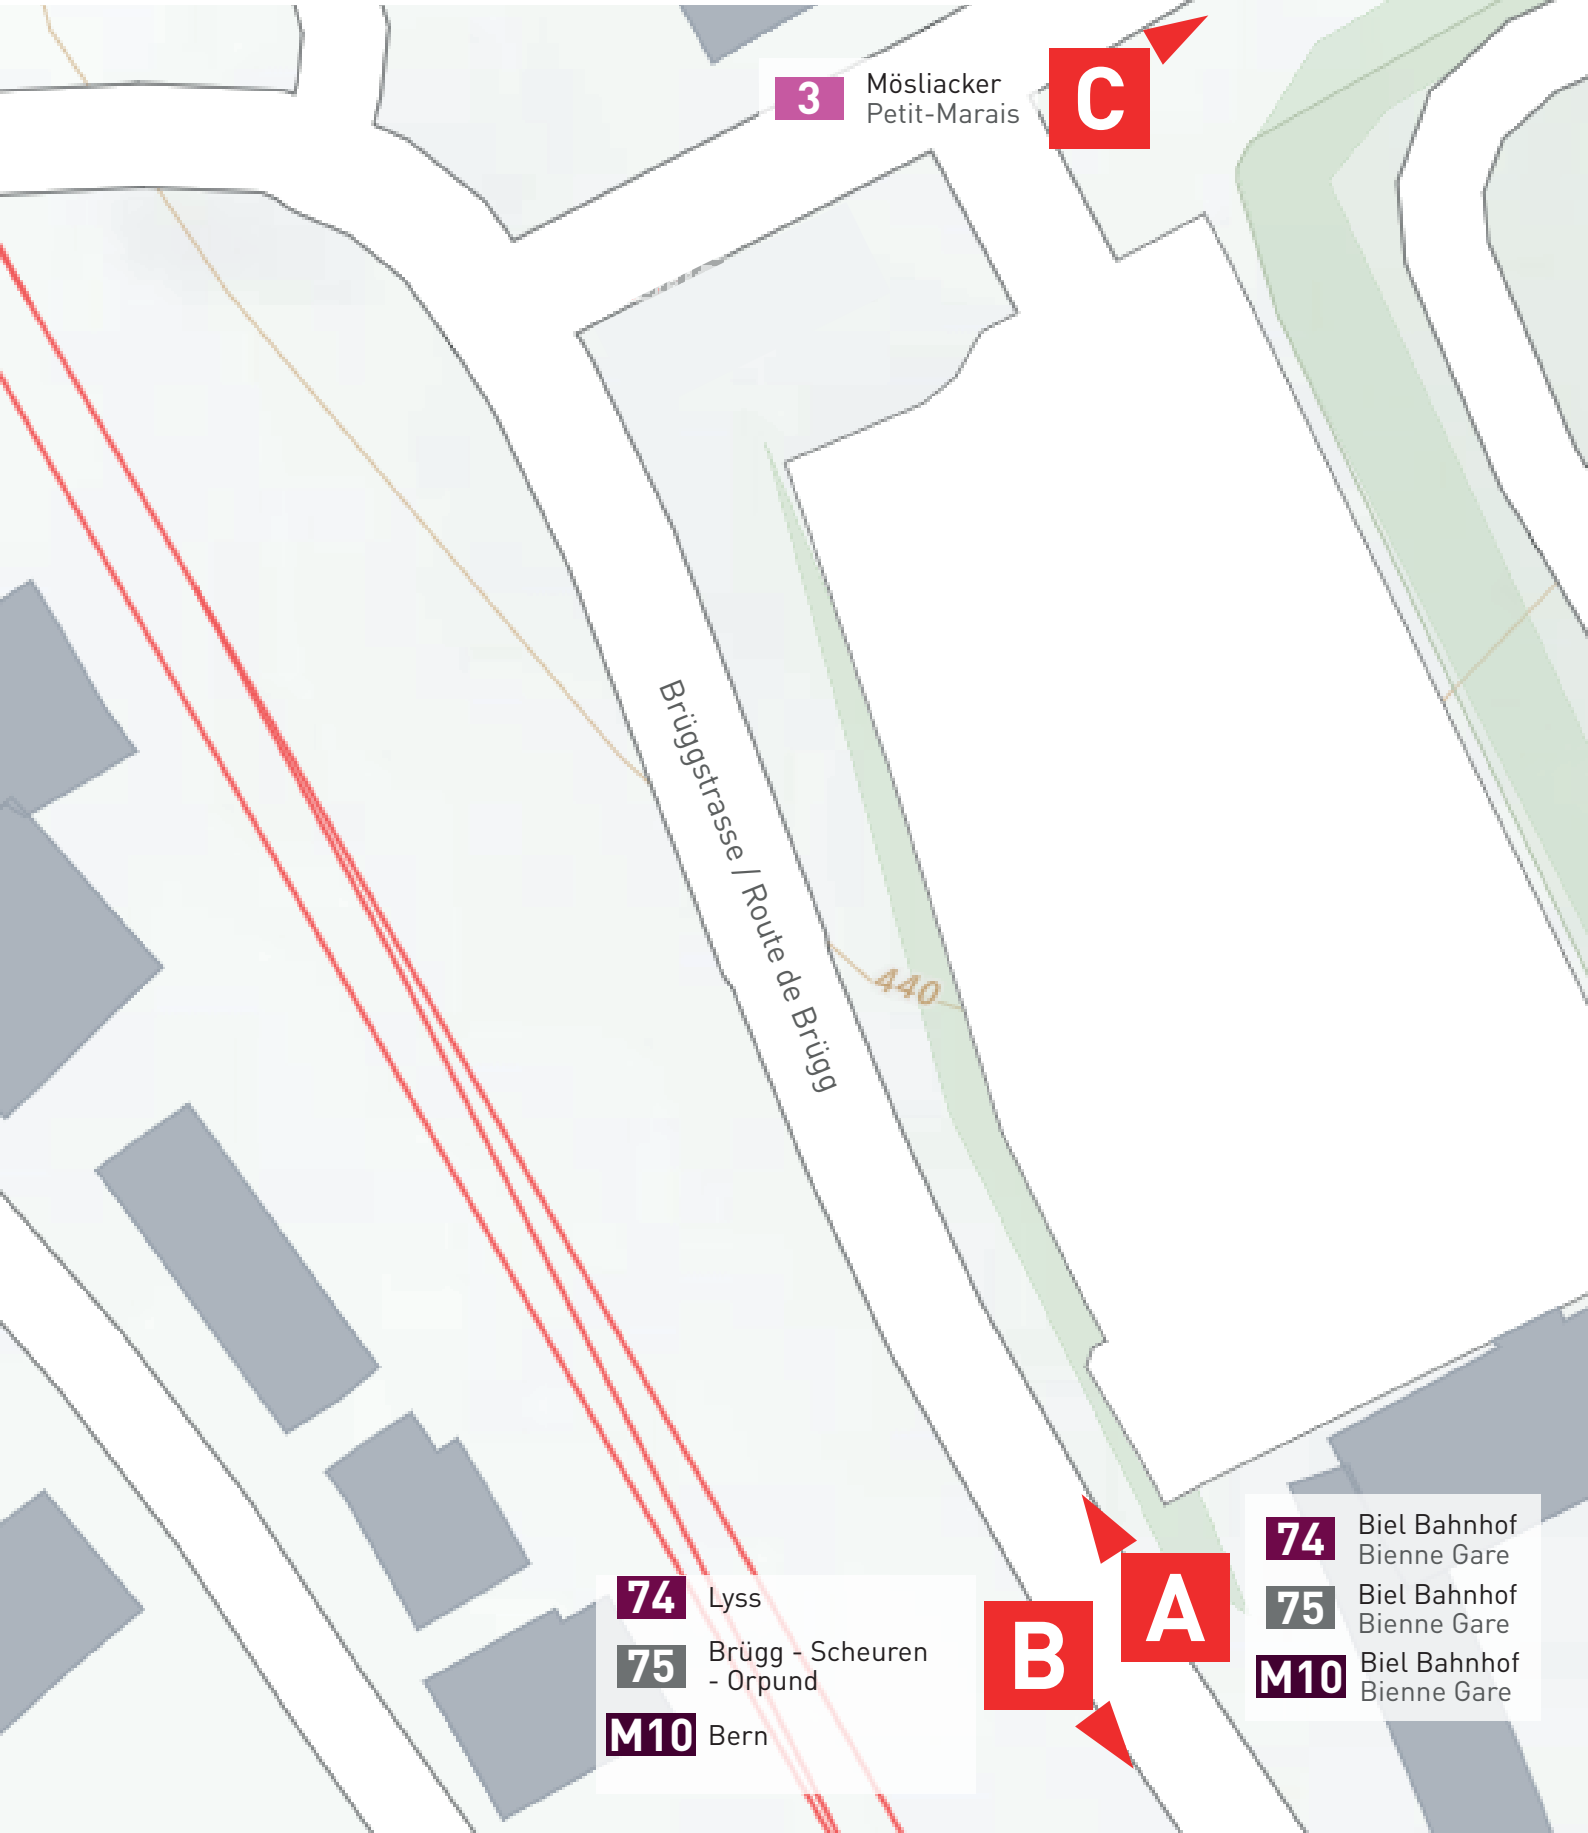 3
Mösliacker
Petit-Marais
C
Brüggstrasse / Route de Brügg
440
A
74
Biel Bahnhof
Bienne Gare
75
Biel Bahnhof
Bienne Gare
M10
Biel Bahnhof
Bienne Gare
B
74
Lyss
75
Brügg - Scheuren
- Orpund
M10
Bern